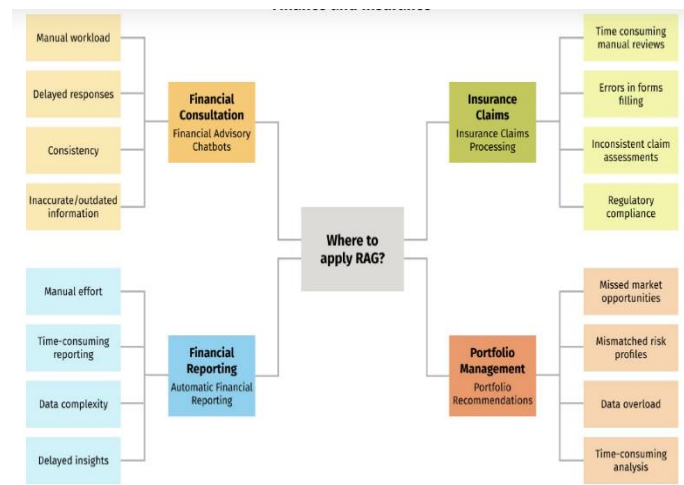 Finance and Insurance
Manual workload
Delayed responses
Consistency
Inaccurate/outdated
information
Financial
Consultation
Financial Advisory
Chatbots
Insurance
Claims
Insurance Claims
Processing
Time consuming
manual reviews
Errors in forms
filling
Inconsistent claim
assessments
Regulatory
compliance
Where to
apply RAG?
Manual effort
Time-consuming
reporting
Data complexity
Delayed insights
Financial
Reporting
Automatic Financial
Reporting
Portfolio
Management
Portfolio
Recommendations
Missed market
opportunities
Mismatched risk
profiles
Data overload
Time-consuming
analysis